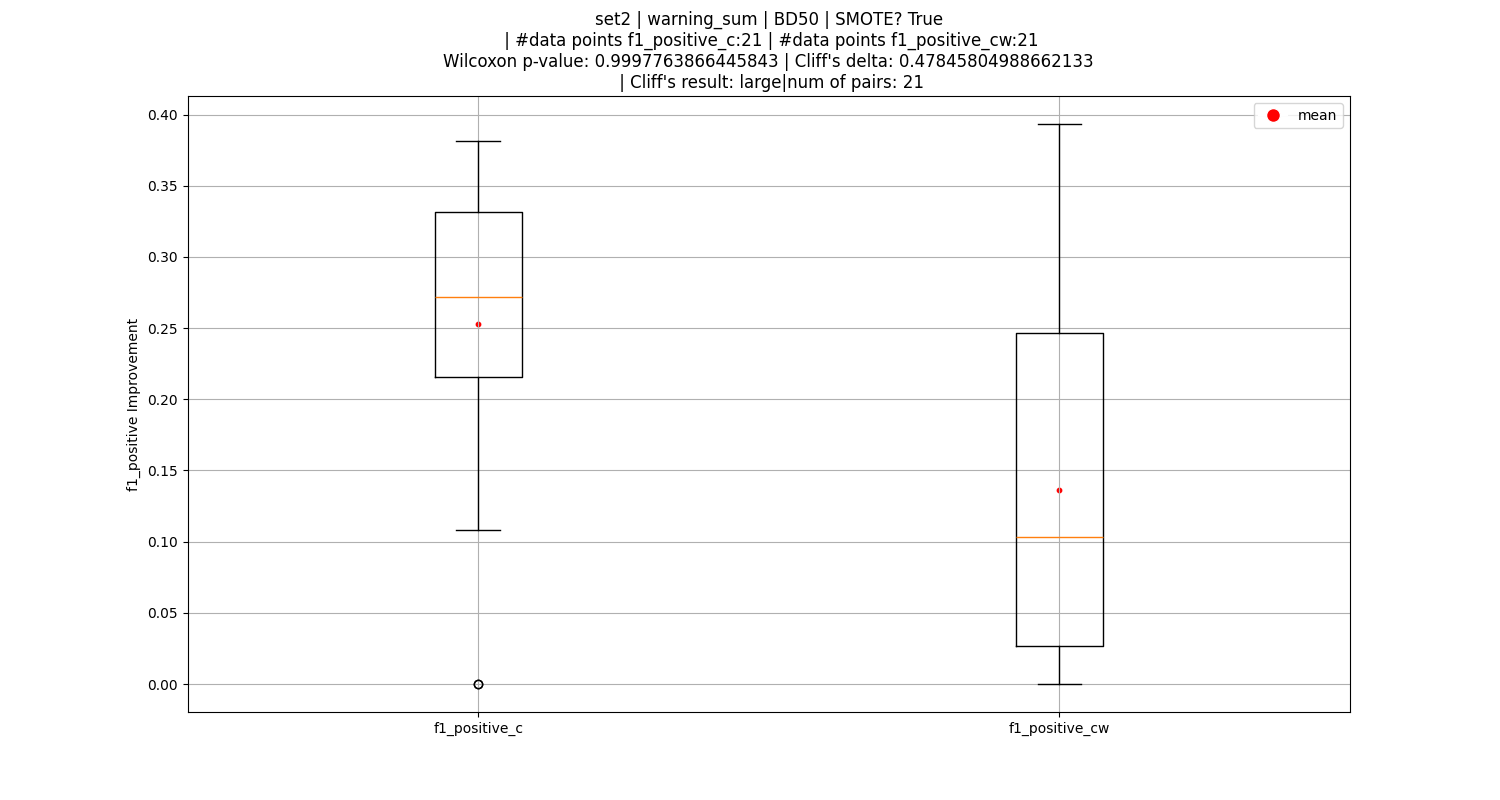 set2 | warning_sum | BD50 | SMOTE? True
| #data points f1_positive_c:21 | #data points f1_positive_cw:21
Wilcoxon p-value: 0.9997763866445843 | Cliff's delta: 0.47845804988662133
| Cliff's result: large|num of pairs: 21
mean
0.40
0.35
0.30
0.25
0.20
0.15
0.10
0.05
0.00
f1_positive Improvement
f1_positive_c
f1_positive_cw